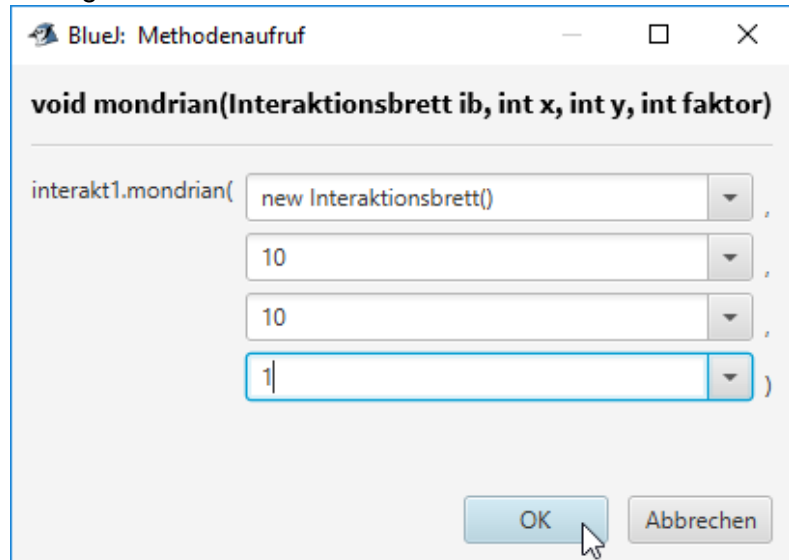 BlueJ: Methodenaufruf
void mondrian(Interaktionsbrett ib, int x, int y, int faktor)
interakt1.mondrian( new Interaktionsbrett() ,
10 ,
10 ,
1 )
OK Abbrechen